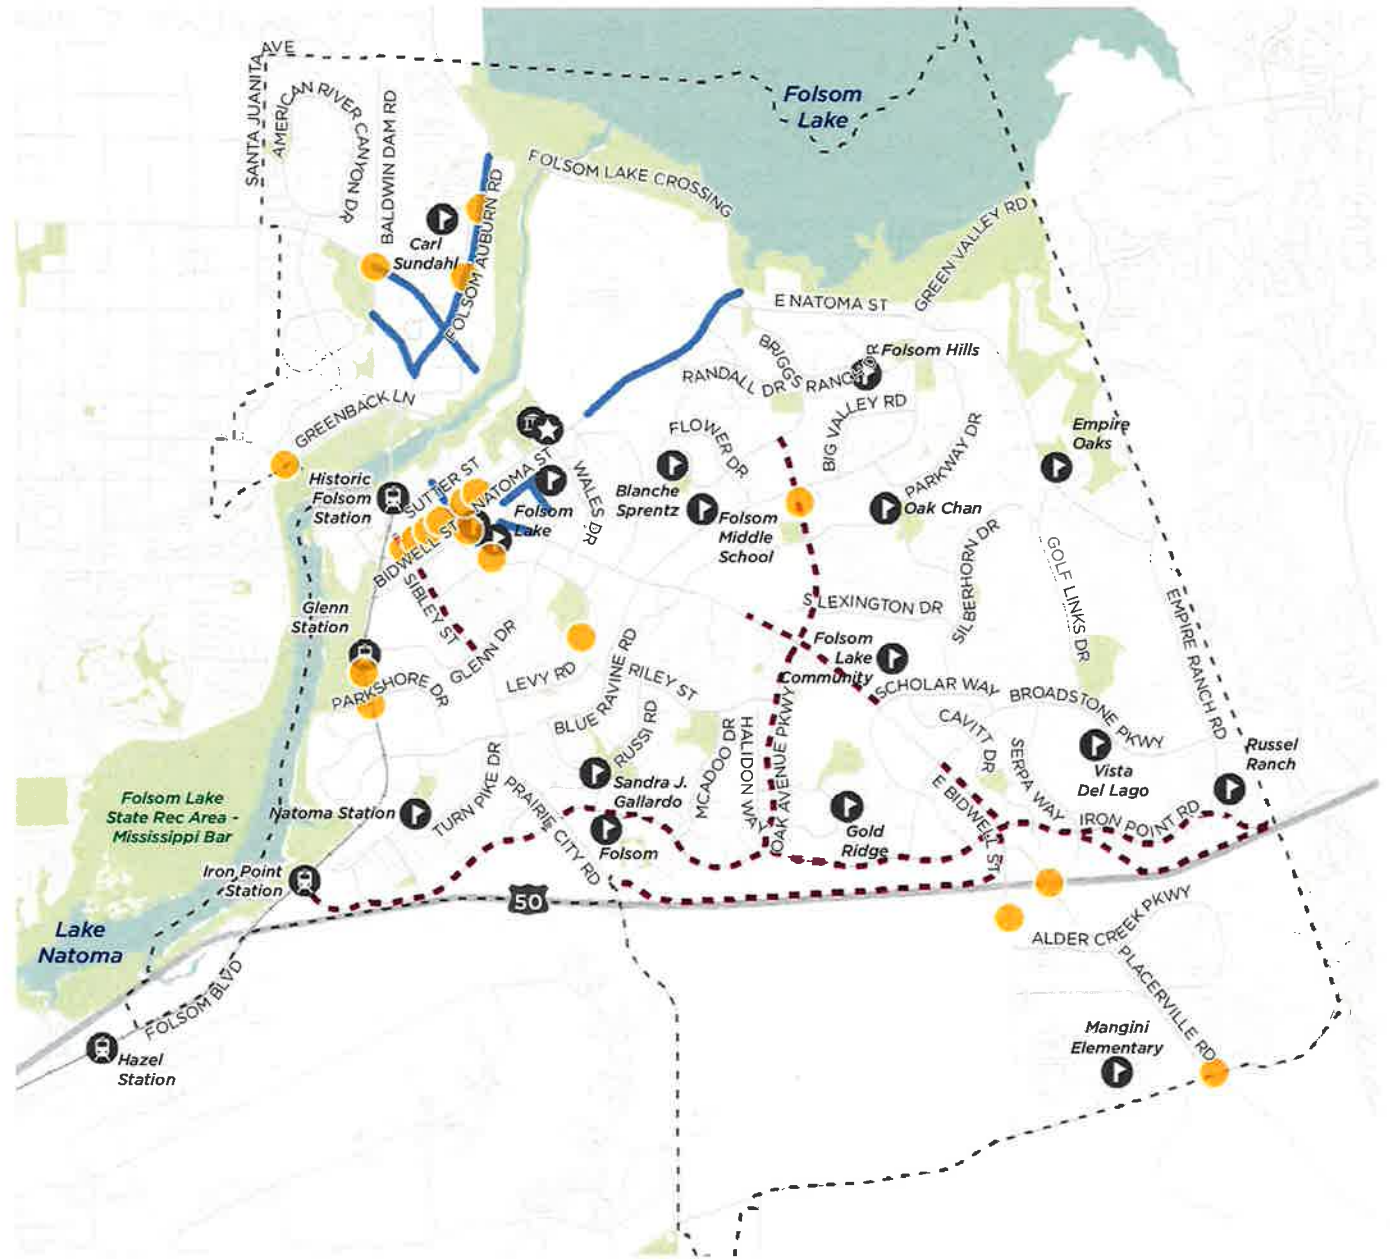 AVE
SANTA JUANITA
AMERICAN RIVER CANYON DR
BALDWIN DAM RD
Folsom
Lake
FOLSOM LAKE CROSSING
FOLSOM AUBURN RD
Carl
Sundahl
GREEN VALLEY RD
E NATOMA ST
BRIGGS
RANDALL DR
RANCH
DR
Folsom Hills
GREENBACK LN
BIG VALLEY RD
FLOWER DR
PARKWAY DR
Empire
Oaks
Historic
Folsom
Station
SUTTER ST
NATOMA ST
WALES DR
Blanche
Sprentz
Folsom
Lake
Folsom
Middle
School
Oak Chan
BIDWELL ST
SIBLEY ST
SILBERHORN DR
GOLF LINKS DR
EMPIRE RANCH RD
Glenn
Station
S LEXINGTON DR
GLENN DR
Folsom
Lake
Community
LEVY RD
BLUE RAVINE RD
RILEY ST
PARKSHORE DR
SCHOLAR WAY
BROADSTONE PKWY
RUSSI RD
MCADOO DR
HALIDON WAY
OAK AVENUE PKWY
CAVITT DR
SERPA WAY
Vista
Del Lago
Russel
Ranch
Folsom Lake
State Rec Area -
Mississippi Bar
Natoma Station
TURN PIKE DR
PRAIRIE CITY RD
Sandra J.
Gallardo
Folsom
Gold
Ridge
E BIDWELL ST
IRON POINT RD
Iron Point
Station
50
Lake
Natoma
ALDER CREEK PKWY
PLACERVILLE RD
FOLSOM BLVD
Hazel
Station
Mangini
Elementary